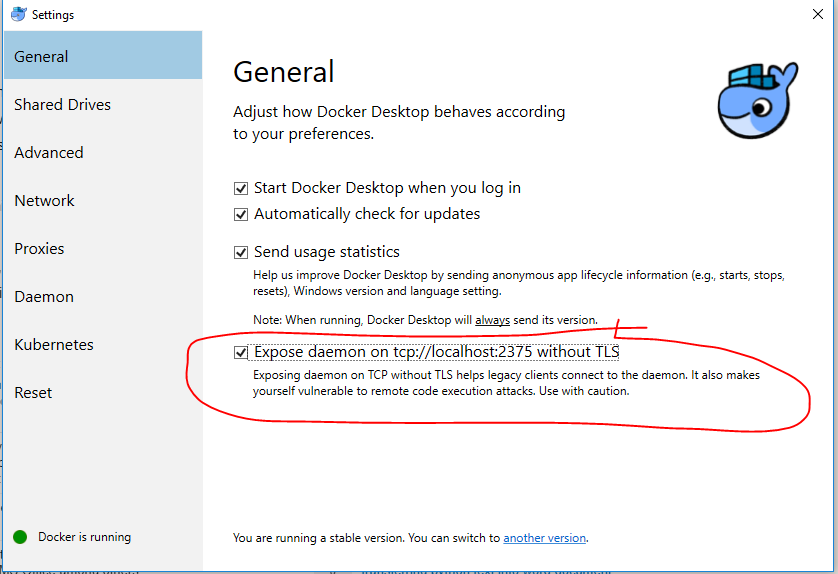 Settings
General
Shared Drives
Advanced
Network
Proxies
Daemon
Kubernetes
Reset
Docker is running
General
Adjust how Docker Desktop behaves according
to your preferences.
Start Docker Desktop when you log in
Automatically check for updates
Send usage statistics
Help us improve Docker Desktop by sending anonymous app lifecycle information (e.g., starts, stops,
resets), Windows version and language setting.
Note: When running, Docker Desktop will always send its version.
Expose daemon on tcp://localhost:2375 without TLS
Exposing daemon on TCP without TLS helps legacy clients connect to the daemon. It also makes
yourself vulnerable to remote code execution attacks. Use with caution.
You are running a stable version. You can switch to another version.